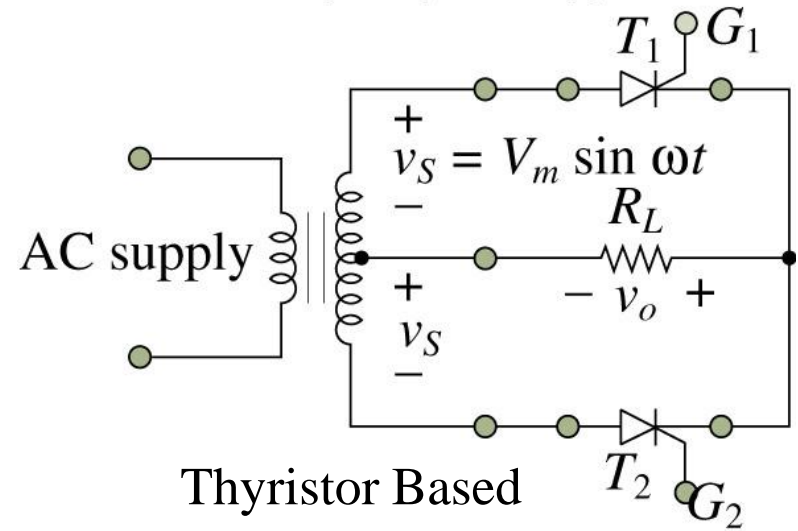 T₁ G₁
+
vS = Vm sin ωt
−
RL
AC supply
+
− vo +
vS
−
T₂ G₂
Thyristor Based